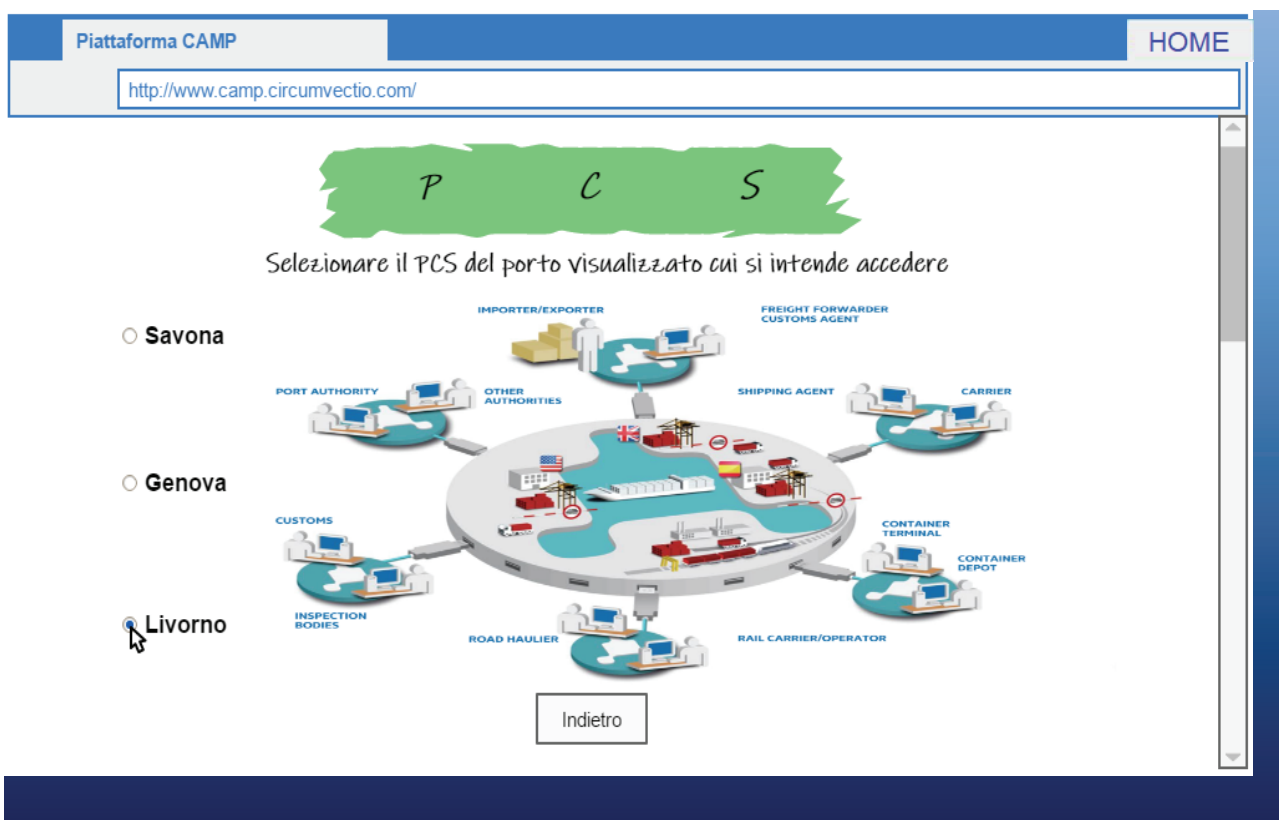 Piattaforma CAMP
HOME
http://www.camp.circumvectio.com/
P C S
Selezionare il PCS del porto visualizzato cui si intende accedere
Savona
Genova
Livorno
IMPORTER/EXPORTER
FREIGHT FORWARDER
CUSTOMS AGENT
PORT AUTHORITY
OTHER
AUTHORITIES
SHIPPING AGENT
CARRIER
CUSTOMS
CONTAINER
TERMINAL
CONTAINER
DEPOT
INSPECTION
BODIES
ROAD HAULIER
RAIL CARRIER/OPERATOR
Indietro